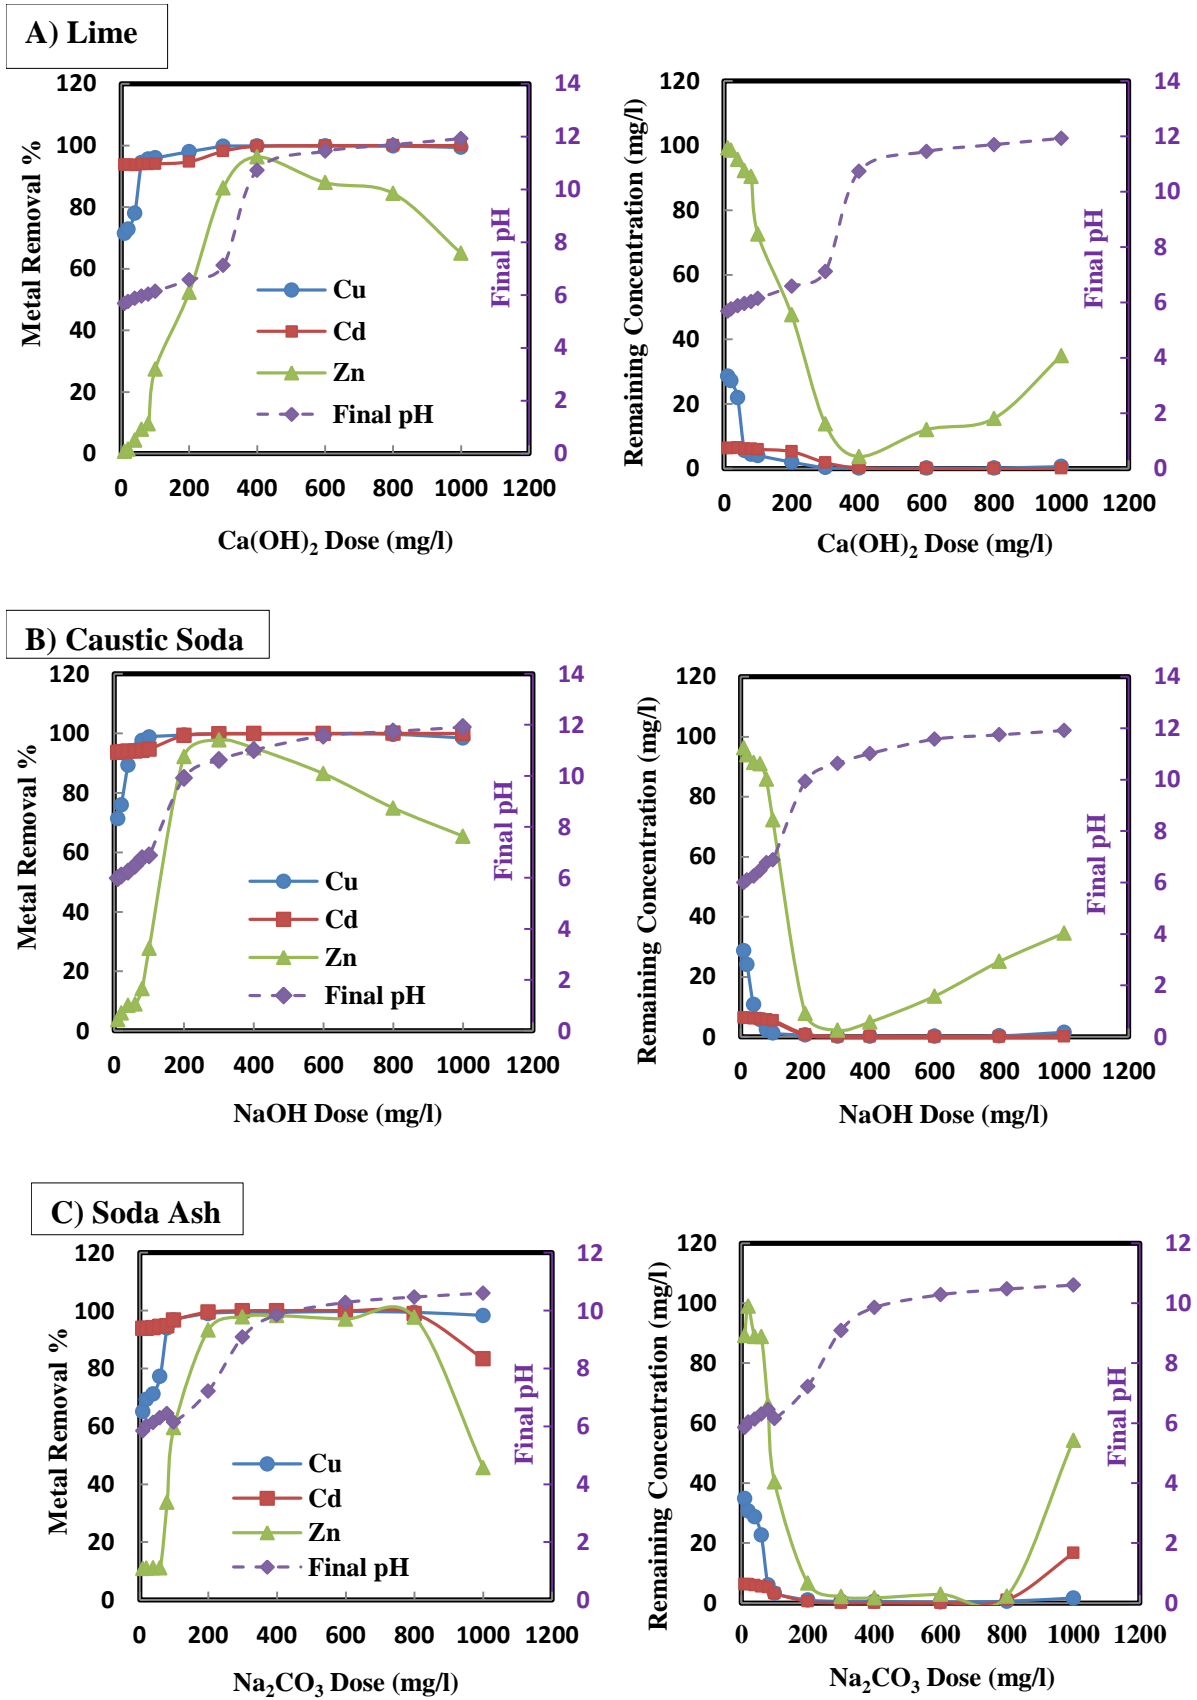 A) Lime
120
100
80
60
40
20
0
0 200 400 600 800 1000 1200
14
12
10
8
6
4
2
0
Metal Removal %
Final pH
Cu
Cd
Zn
Final pH
Ca(OH)₂ Dose (mg/l)
120
100
80
60
40
20
0
0 200 400 600 800 1000 1200
14
12
10
8
6
4
2
0
Remaining Concentration (mg/l)
Final pH
Ca(OH)₂ Dose (mg/l)
B) Caustic Soda
120
100
80
60
40
20
0
0 200 400 600 800 1000 1200
14
12
10
8
6
4
2
0
Metal Removal %
Final pH
Cu
Cd
Zn
Final pH
NaOH Dose (mg/l)
120
100
80
60
40
20
0
0 200 400 600 800 1000 1200
14
12
10
8
6
4
2
0
Remaining Concentration (mg/l)
Final pH
NaOH Dose (mg/l)
C) Soda Ash
120
100
80
60
40
20
0
0 200 400 600 800 1000 1200
12
10
8
6
4
2
0
Metal Removal %
Final pH
Cu
Cd
Zn
Final pH
Na₂CO₃ Dose (mg/l)
120
100
80
60
40
20
0
0 200 400 600 800 1000 1200
12
10
8
6
4
2
0
Remaining Concentration (mg/l)
Final pH
Na₂CO₃ Dose (mg/l)